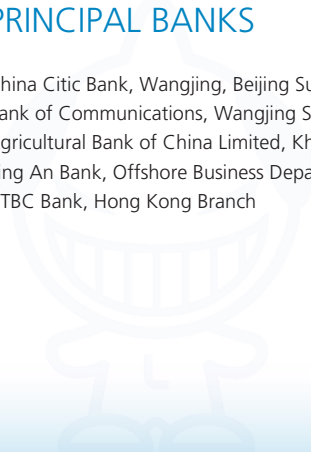 PRINCIPAL BANKS
hina Citic Bank, Wangjing, Beijing Su
ank of Communications, Wangjing S
gricultural Bank of China Limited, Kh
ing An Bank, Offshore Business Depa
TBC Bank, Hong Kong Branch